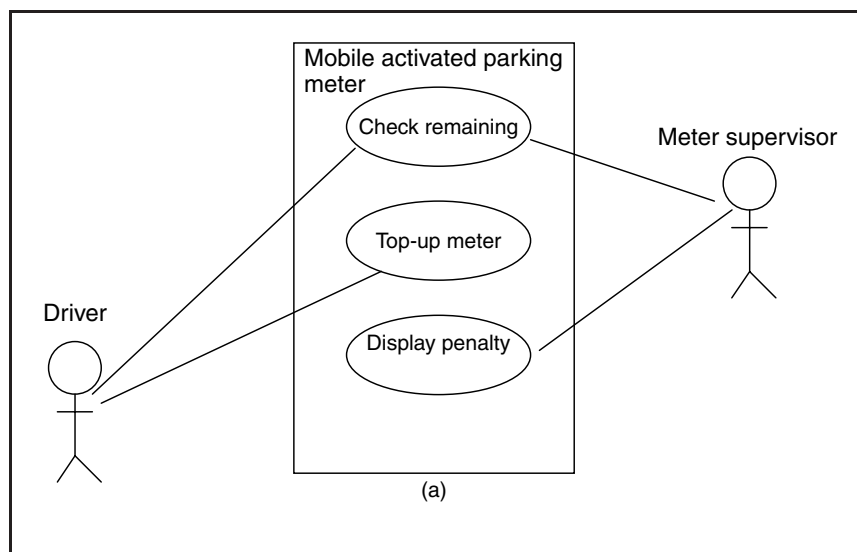 Mobile activated parking
meter
Check remaining
Meter supervisor
Top-up meter
Driver
Display penalty
(a)